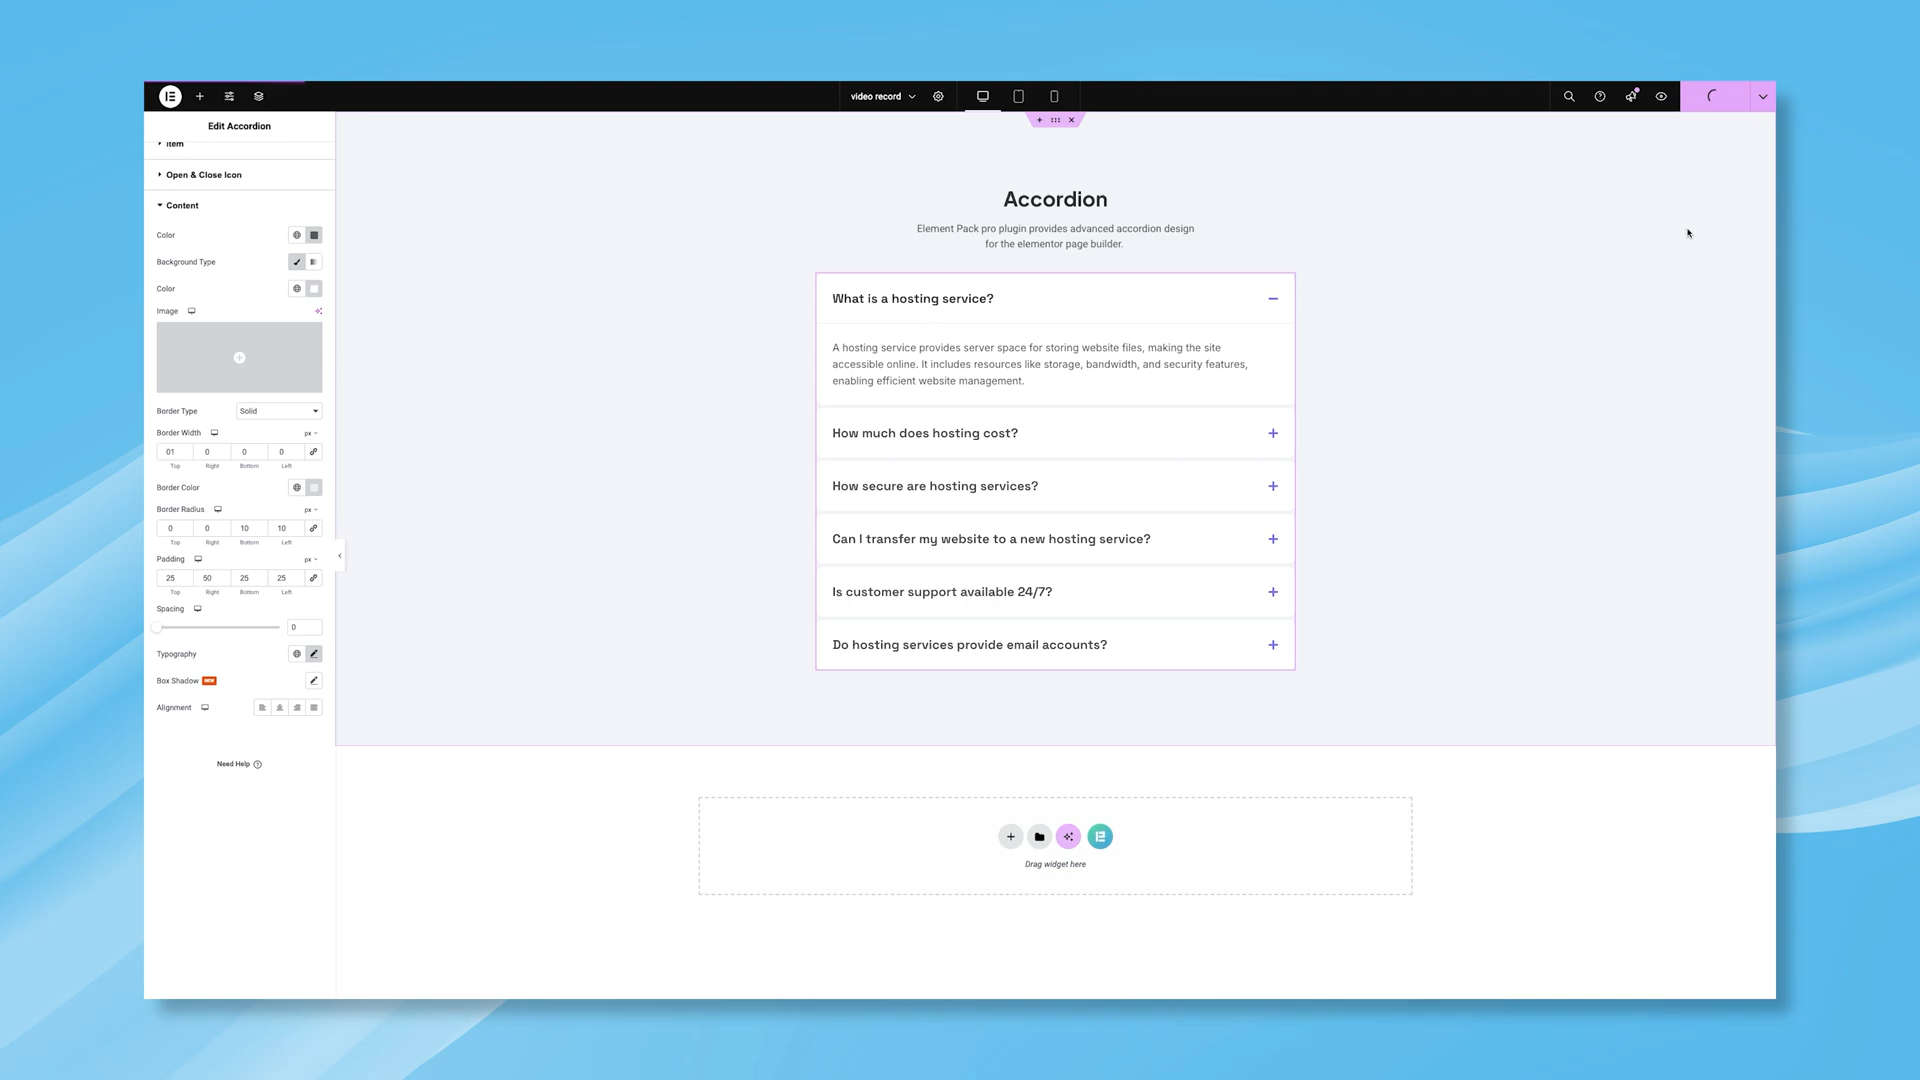 video record
Edit Accordion
Item
Open & Close Icon
Content
Color
Background Type
Color
Image
Border Type
Solid
Border Width
px
01 0 0 0
Top Right Bottom Left
Border Color
Border Radius
px
0 0 10 10
Top Right Bottom Left
Padding
px
25 50 25 25
Top Right Bottom Left
Spacing
0
Typography
Box Shadow NEW
Alignment
Need Help
Accordion
Element Pack pro plugin provides advanced accordion design
for the elementor page builder.
What is a hosting service?
A hosting service provides server space for storing website files, making the site
accessible online. It includes resources like storage, bandwidth, and security features,
enabling efficient website management.
How much does hosting cost?
How secure are hosting services?
Can I transfer my website to a new hosting service?
Is customer support available 24/7?
Do hosting services provide email accounts?
Drag widget here